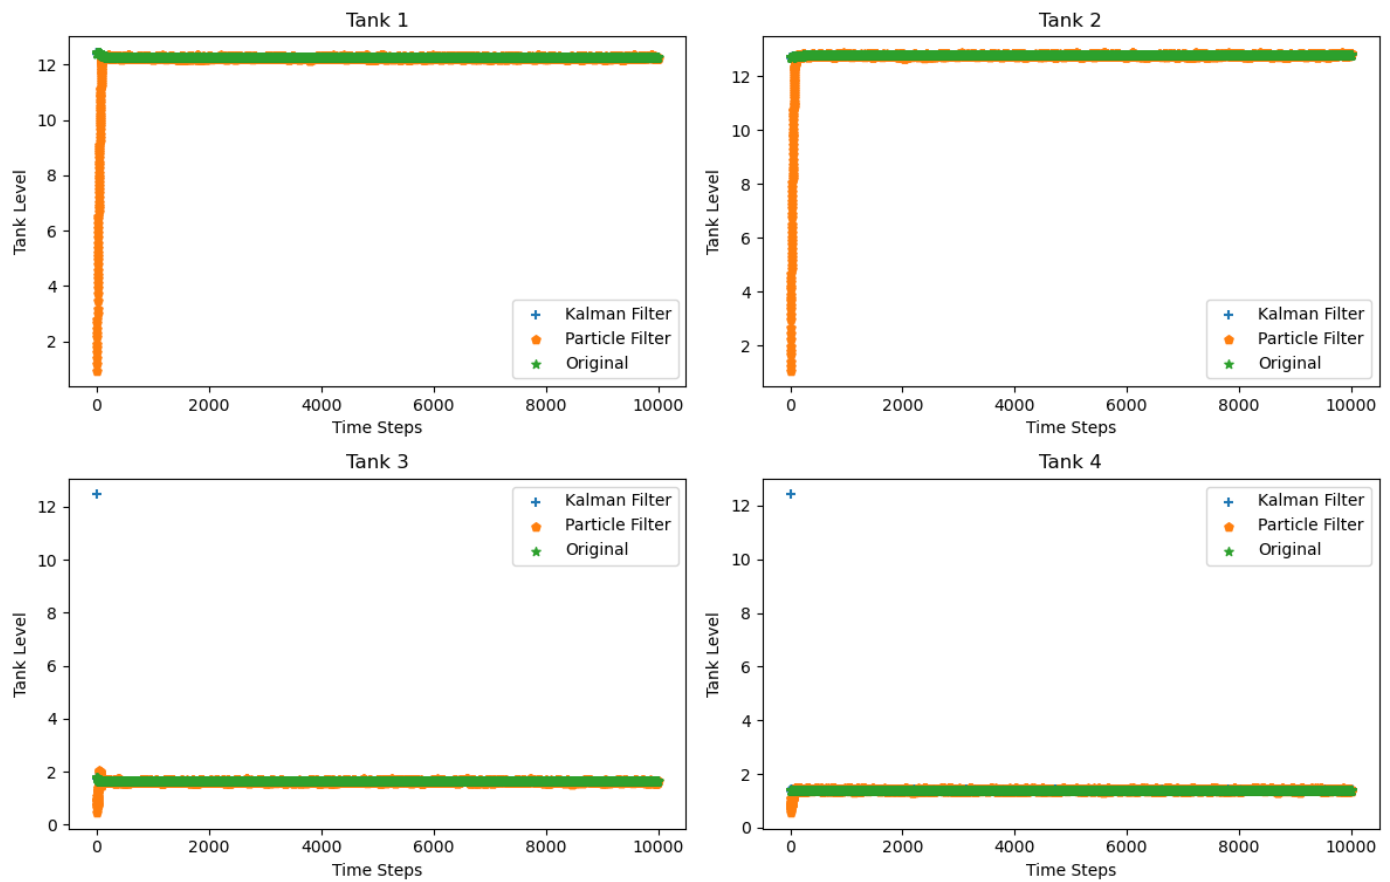 Tank 1
Tank Level
12
10
8
6
4
2
Kalman Filter
Particle Filter
Original
0 2000 4000 6000 8000 10000
Time Steps
Tank 2
Tank Level
12
10
8
6
4
2
Kalman Filter
Particle Filter
Original
0 2000 4000 6000 8000 10000
Time Steps
Tank 3
Tank Level
12
10
8
6
4
2
0
Kalman Filter
Particle Filter
Original
0 2000 4000 6000 8000 10000
Time Steps
Tank 4
Tank Level
12
10
8
6
4
2
0
Kalman Filter
Particle Filter
Original
0 2000 4000 6000 8000 10000
Time Steps